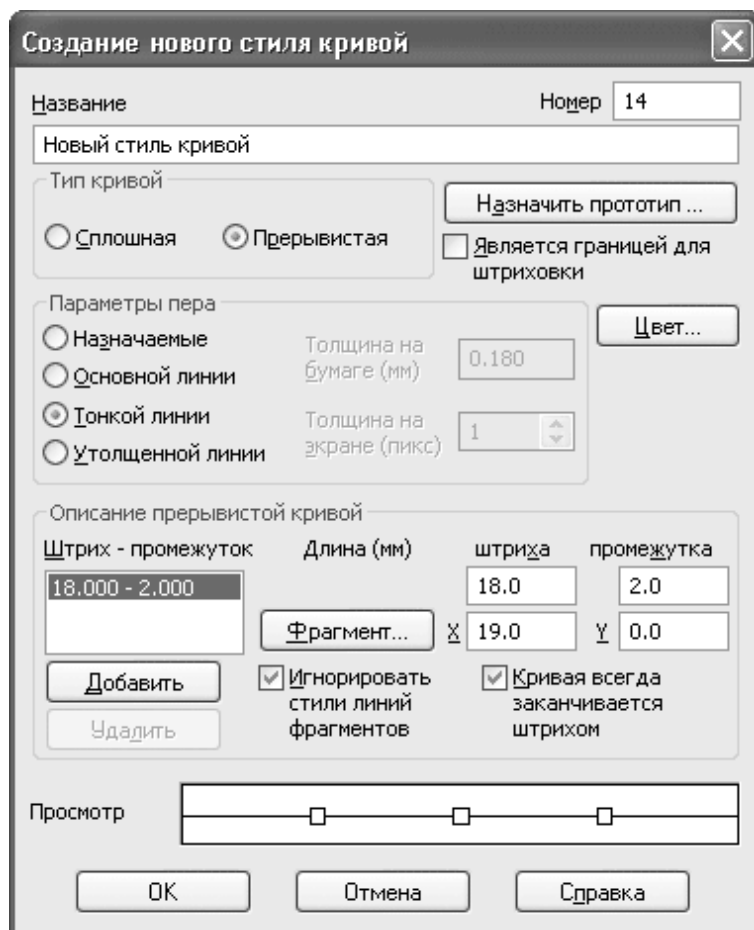 Создание нового стиля кривой
Название
Номер 14
Новый стиль кривой
Тип кривой
Сплошная
Прерывистая
Назначить прототип ...
Является границей для
штриховки
Параметры пера
Назначаемые
Основной линии
Тонкой линии
Утолщенной линии
Толщина на
бумаге (мм)
0.180
Толщина на
экране (пикс)
1
Цвет...
Описание прерывистой кривой
Штрих - промежуток
Длина (мм)
штриха
промежутка
18.000 - 2.000
18.0
2.0
Фрагмент...
X 19.0
Y 0.0
Добавить
Удалить
Игнорировать
стили линий
фрагментов
Кривая всегда
заканчивается
штрихом
Просмотр
OK
Отмена
Справка